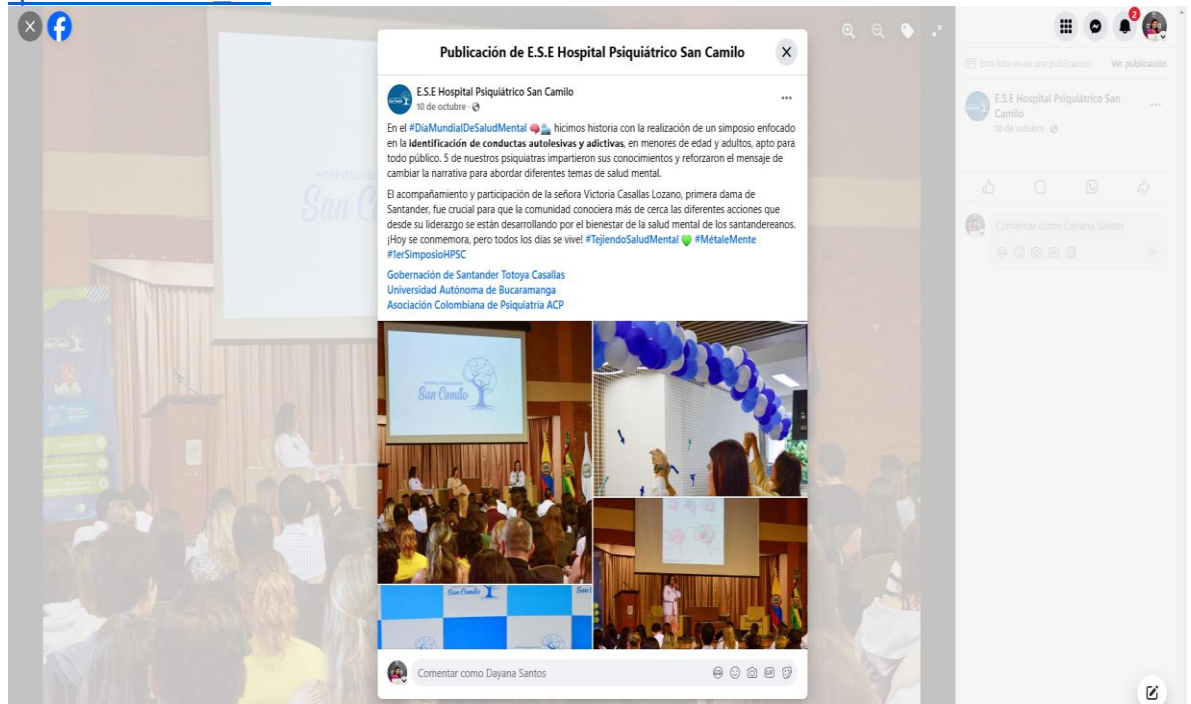 Publicación de E.S.E Hospital Psiquiátrico San Camilo
E.S.E Hospital Psiquiátrico San Camilo
10 de octubre
En el #DíaMundialDeSaludMental hicimos historia con la realización de un simposio enfocado
en la identificación de conductas autolesivas y adictivas, en menores de edad y adultos, apto para
todo público. 5 de nuestros psiquiatras impartieron sus conocimientos y reforzaron el mensaje de
cambiar la narrativa para abordar diferentes temas de salud mental.
El acompañamiento y participación de la señora Victoria Casallas Lozano, primera dama de
Santander, fue crucial para que la comunidad conociera más de cerca las diferentes acciones que
desde su liderazgo se están desarrollando por el bienestar de la salud mental de los santandereanos.
¡Hoy se conmemora, pero todos los días se vive! #TejiendoSaludMental #MétaleMente
#1erSimposioHPSC
Gobernación de Santander Totoya Casallas
Universidad Autónoma de Bucaramanga
Asociación Colombiana de Psiquiatría ACP
HOSPITAL PSIQUIÁTRICO
San Camilo
San Camilo
Comentar como Dayana Santos
2
Esta foto es de una publicación. Ver publicación
E.S.E Hospital Psiquiátrico San
Camilo
10 de octubre
Comentar como Dayana Santos